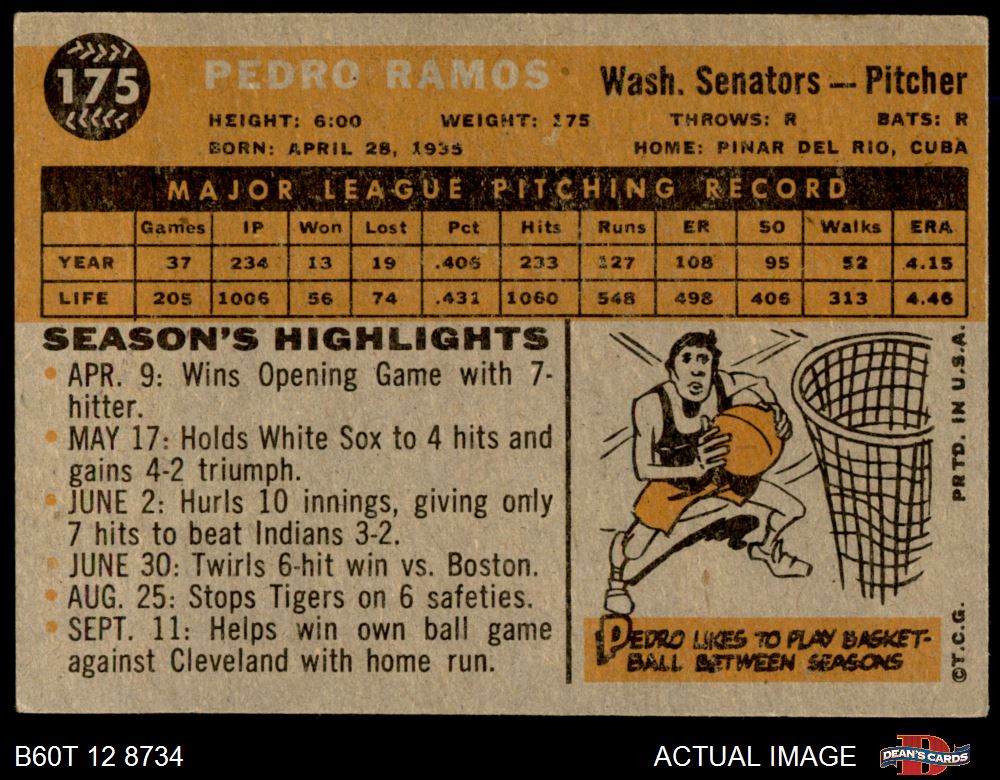 175
PEDRO RAMOS
Wash. Senators — Pitcher
HEIGHT: 6:00 WEIGHT: 175 THROWS: R BATS: R
BORN: APRIL 28, 1935 HOME: PINAR DEL RIO, CUBA
MAJOR LEAGUE PITCHING RECORD
Games IP Won Lost Pct Hits Runs ER SO Walks ERA
YEAR 37 234 13 19 .406 233 127 108 95 52 4.15
LIFE 205 1006 56 74 .431 1060 548 498 406 313 4.46
SEASON'S HIGHLIGHTS
• APR. 9: Wins Opening Game with 7-
hitter.
• MAY 17: Holds White Sox to 4 hits and
gains 4-2 triumph.
• JUNE 2: Hurls 10 innings, giving only
7 hits to beat Indians 3-2.
• JUNE 30: Twirls 6-hit win vs. Boston.
• AUG. 25: Stops Tigers on 6 safeties.
• SEPT. 11: Helps win own ball game
against Cleveland with home run.
PEDRO LIKES TO PLAY BASKET-
BALL BETWEEN SEASONS
©T.C.G. PRTD. IN U.S.A.
B60T 12 8734
ACTUAL IMAGE
DEAN'S CARDS